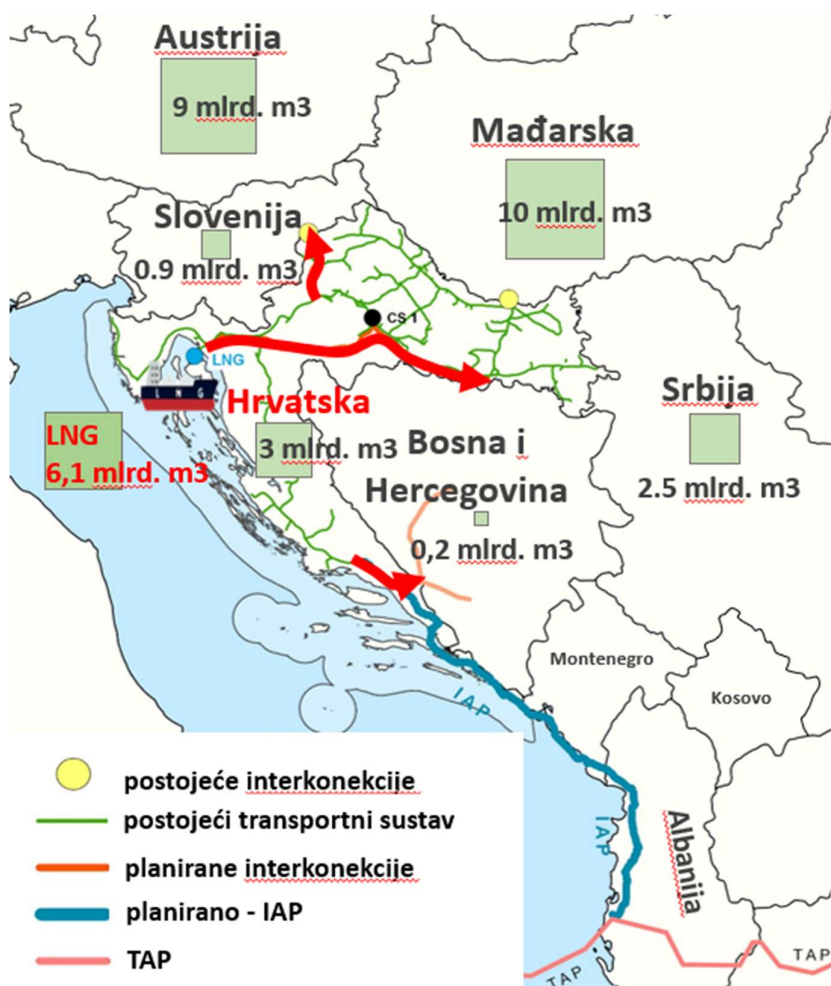 Austrija
9 mlrd. m3
Mađarska
10 mlrd. m3
Slovenija
0.9 mlrd. m3
CS 1
LNG
L N G
Hrvatska
LNG
6,1 mlrd. m3
3 mlrd. m3
Bosna i
Hercegovina
0,2 mlrd. m3
Srbija
2.5 mlrd. m3
Montenegro
Kosovo
IAP
IAP
Albanija
postojeće interkonekcije
postojeći transportni sustav
planirane interkonekcije
planirano - IAP
TAP
TAP
TAP